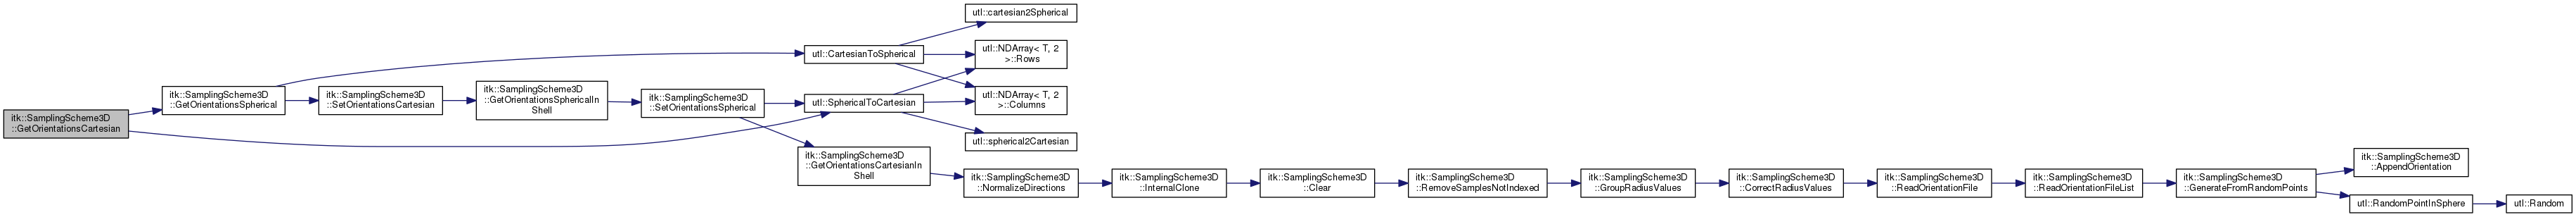 itk::SamplingScheme3D
::GetOrientationsCartesian
itk::SamplingScheme3D
::GetOrientationsSpherical
itk::SamplingScheme3D
::SetOrientationsCartesian
itk::SamplingScheme3D
::GetOrientationsSphericalIn
Shell
itk::SamplingScheme3D
::SetOrientationsSpherical
utl::CartesianToSpherical
utl::SphericalToCartesian
itk::SamplingScheme3D
::GetOrientationsCartesianIn
Shell
utl::cartesian2Spherical
utl::NDArray< T, 2
>::Rows
utl::NDArray< T, 2
>::Columns
utl::spherical2Cartesian
itk::SamplingScheme3D
::NormalizeDirections
itk::SamplingScheme3D
::InternalClone
itk::SamplingScheme3D
::Clear
itk::SamplingScheme3D
::RemoveSamplesNotIndexed
itk::SamplingScheme3D
::GroupRadiusValues
itk::SamplingScheme3D
::CorrectRadiusValues
itk::SamplingScheme3D
::ReadOrientationFile
itk::SamplingScheme3D
::ReadOrientationFileList
itk::SamplingScheme3D
::GenerateFromRandomPoints
itk::SamplingScheme3D
::AppendOrientation
utl::RandomPointInSphere
utl::Random